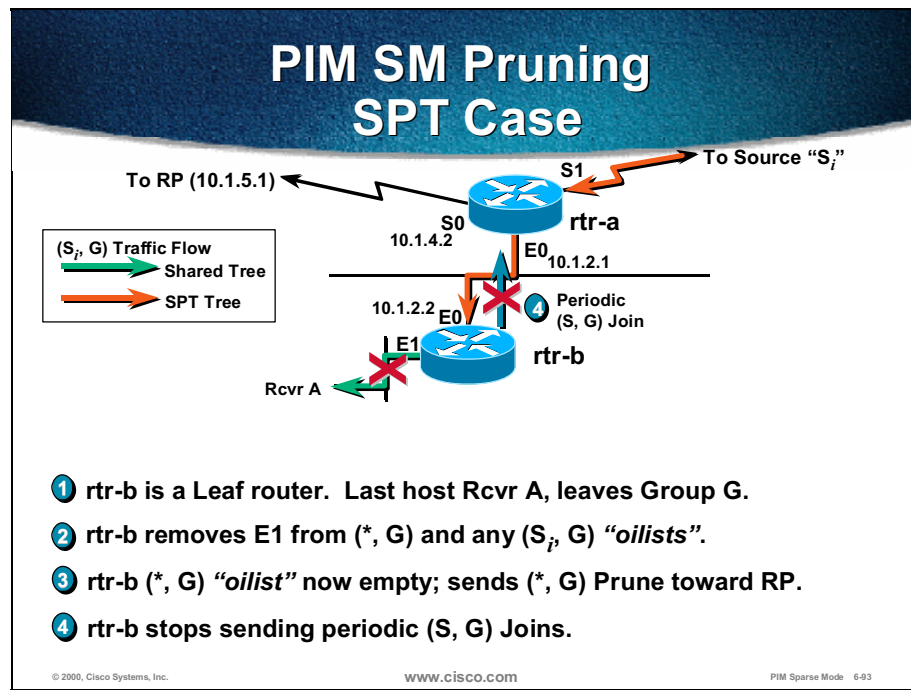 PIM SM Pruning
SPT Case
To RP (10.1.5.1)
S1
To Source “Si”
S0
rtr-a
10.1.4.2
E0
10.1.2.1
(Si, G) Traffic Flow
Shared Tree
SPT Tree
10.1.2.2
E0
4 Periodic
(S, G) Join
E1
rtr-b
Rcvr A
1 rtr-b is a Leaf router. Last host Rcvr A, leaves Group G.
2 rtr-b removes E1 from (*, G) and any (Si, G) “oilists”.
3 rtr-b (*, G) “oilist” now empty; sends (*, G) Prune toward RP.
4 rtr-b stops sending periodic (S, G) Joins.
© 2000, Cisco Systems, Inc.
www.cisco.com
PIM Sparse Mode 6-93